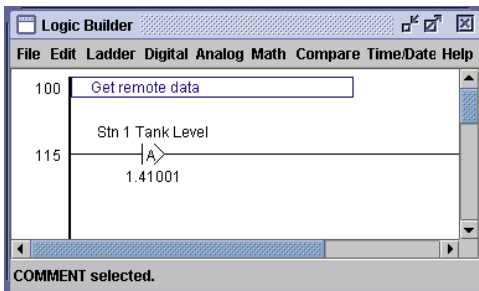 Logic Builder
File Edit Ladder Digital Analog Math Compare Time/Date Help
100 Get remote data
Stn 1 Tank Level
115 A
1.41001
COMMENT selected.